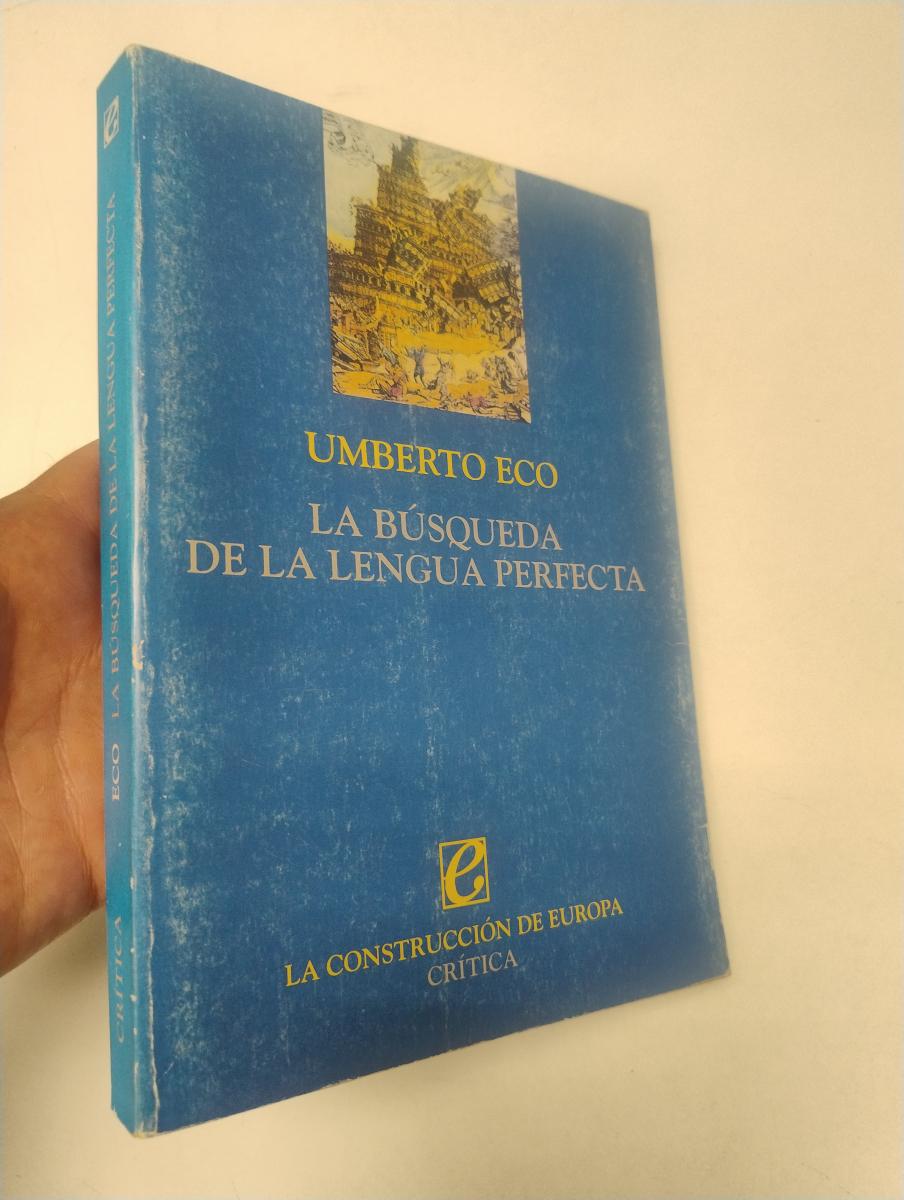 UMBERTO ECO
LA BÚSQUEDA
DE LA LENGUA PERFECTA
e
LA CONSTRUCCIÓN DE EUROPA
CRÍTICA
e
CRÍTICA ECO LA BÚSQUEDA DE LA LENGUA PERFECTA